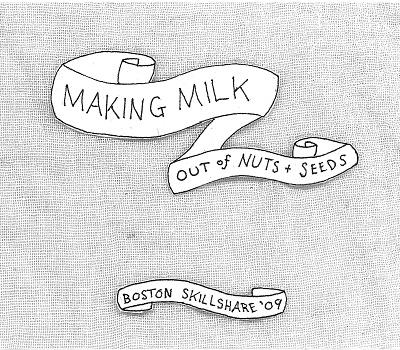 MAKING MILK
OUT of NUTS + SEEDS
BOSTON SKILLSHARE '09